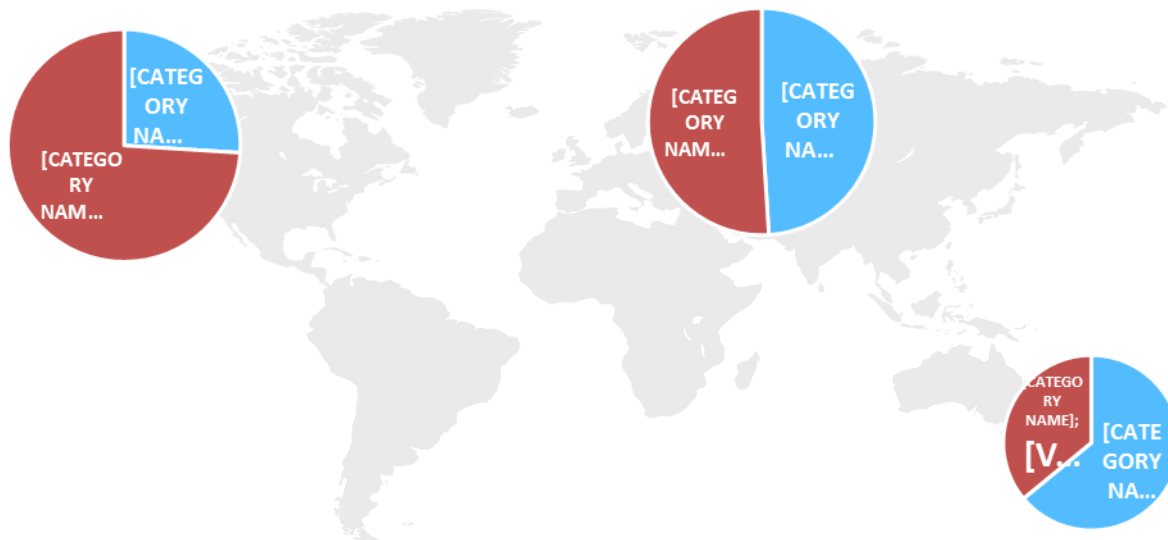 [CATEG
ORY
NA...
[CATEGO
RY
NAM...
[CATEG
ORY
NAM...
[CATEG
ORY
NA...
[CATEGO
RY
NAME];
[V...
[CATE
GORY
NA...